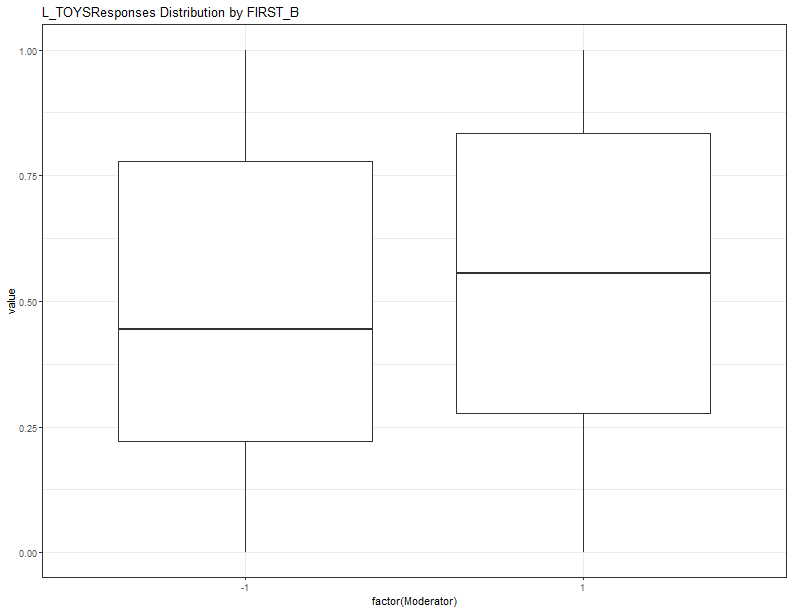 L_TOYSResponses Distribution by FIRST_B
1.00
0.75
0.50
0.25
0.00
value
-1 1
factor(Moderator)